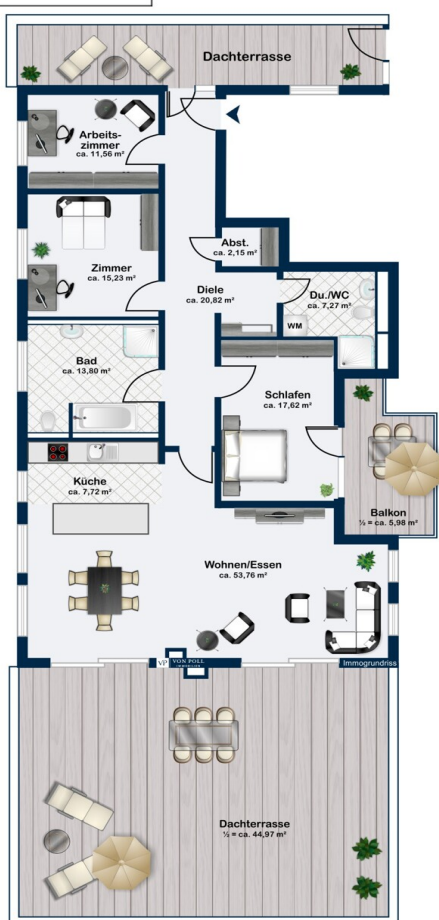 Dachterrasse
Arbeits-
zimmer
ca. 11,56 m²
Abst.
ca. 2,15 m²
Zimmer
ca. 15,23 m²
Diele
ca. 20,82 m²
Du./WC
ca. 7,27 m²
WM
Bad
ca. 13,80 m²
Schlafen
ca. 17,62 m²
Küche
ca. 7,72 m²
Balkon
½ = ca. 5,98 m²
Wohnen/Essen
ca. 53,76 m²
VP VON POLL
IMMOBILIEN
Immogrundriss
Dachterrasse
½ = ca. 44,97 m²